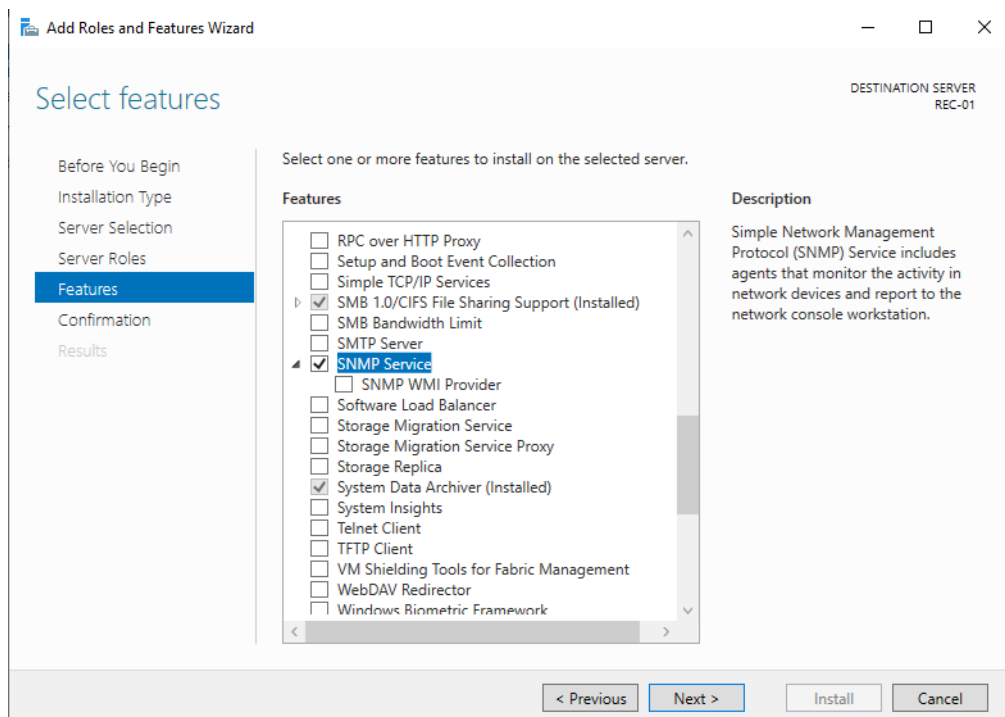 Add Roles and Features Wizard
Select features
DESTINATION SERVER
REC-01
Before You Begin
Installation Type
Server Selection
Server Roles
Features
Confirmation
Results
Select one or more features to install on the selected server.
Features
RPC over HTTP Proxy
Setup and Boot Event Collection
Simple TCP/IP Services
SMB 1.0/CIFS File Sharing Support (Installed)
SMB Bandwidth Limit
SMTP Server
SNMP Service
SNMP WMI Provider
Software Load Balancer
Storage Migration Service
Storage Migration Service Proxy
Storage Replica
System Data Archiver (Installed)
System Insights
Telnet Client
TFTP Client
VM Shielding Tools for Fabric Management
WebDAV Redirector
Windows Biometric Framework
Description
Simple Network Management
Protocol (SNMP) Service includes
agents that monitor the activity in
network devices and report to the
network console workstation.
< Previous
Next >
Install
Cancel